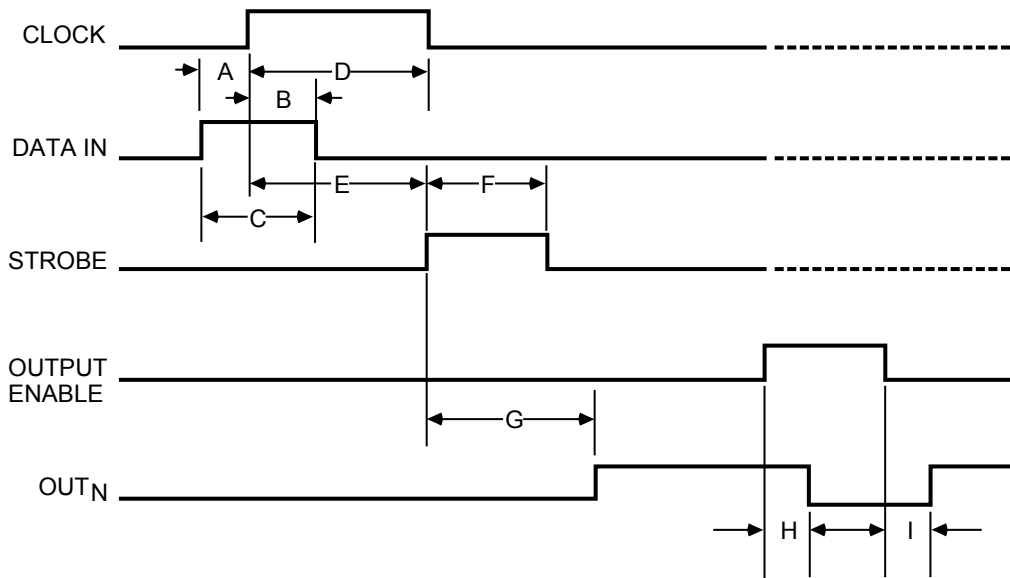 CLOCK
A
D
B
DATA IN
E
F
C
STROBE
OUTPUT
ENABLE
G
OUTN
H
I